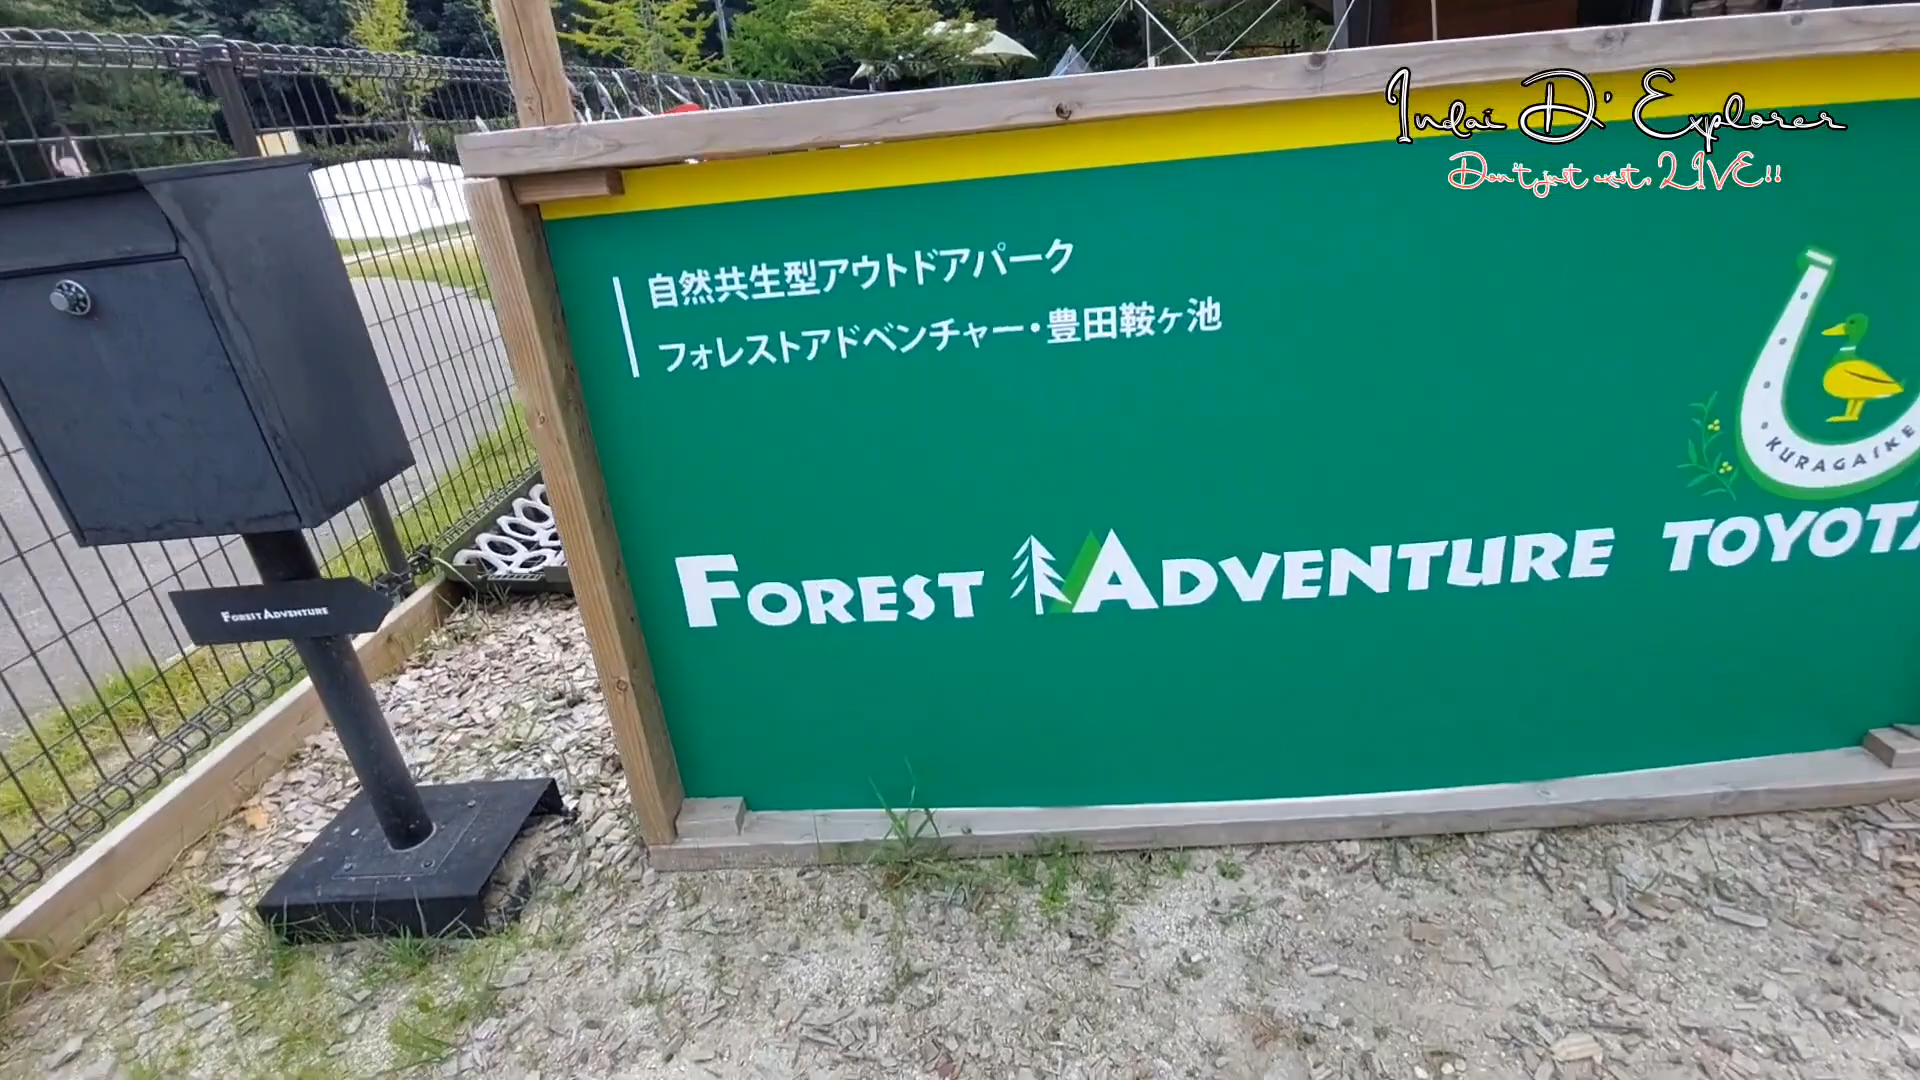 Indai D' Explorer
Don't just exist, LIVE!!
自然共生型アウトドアパーク
フォレストアドベンチャー・豊田鞍ヶ池
KURAGAIKE
FOREST ADVENTURE TOYOTA
FOREST ADVENTURE